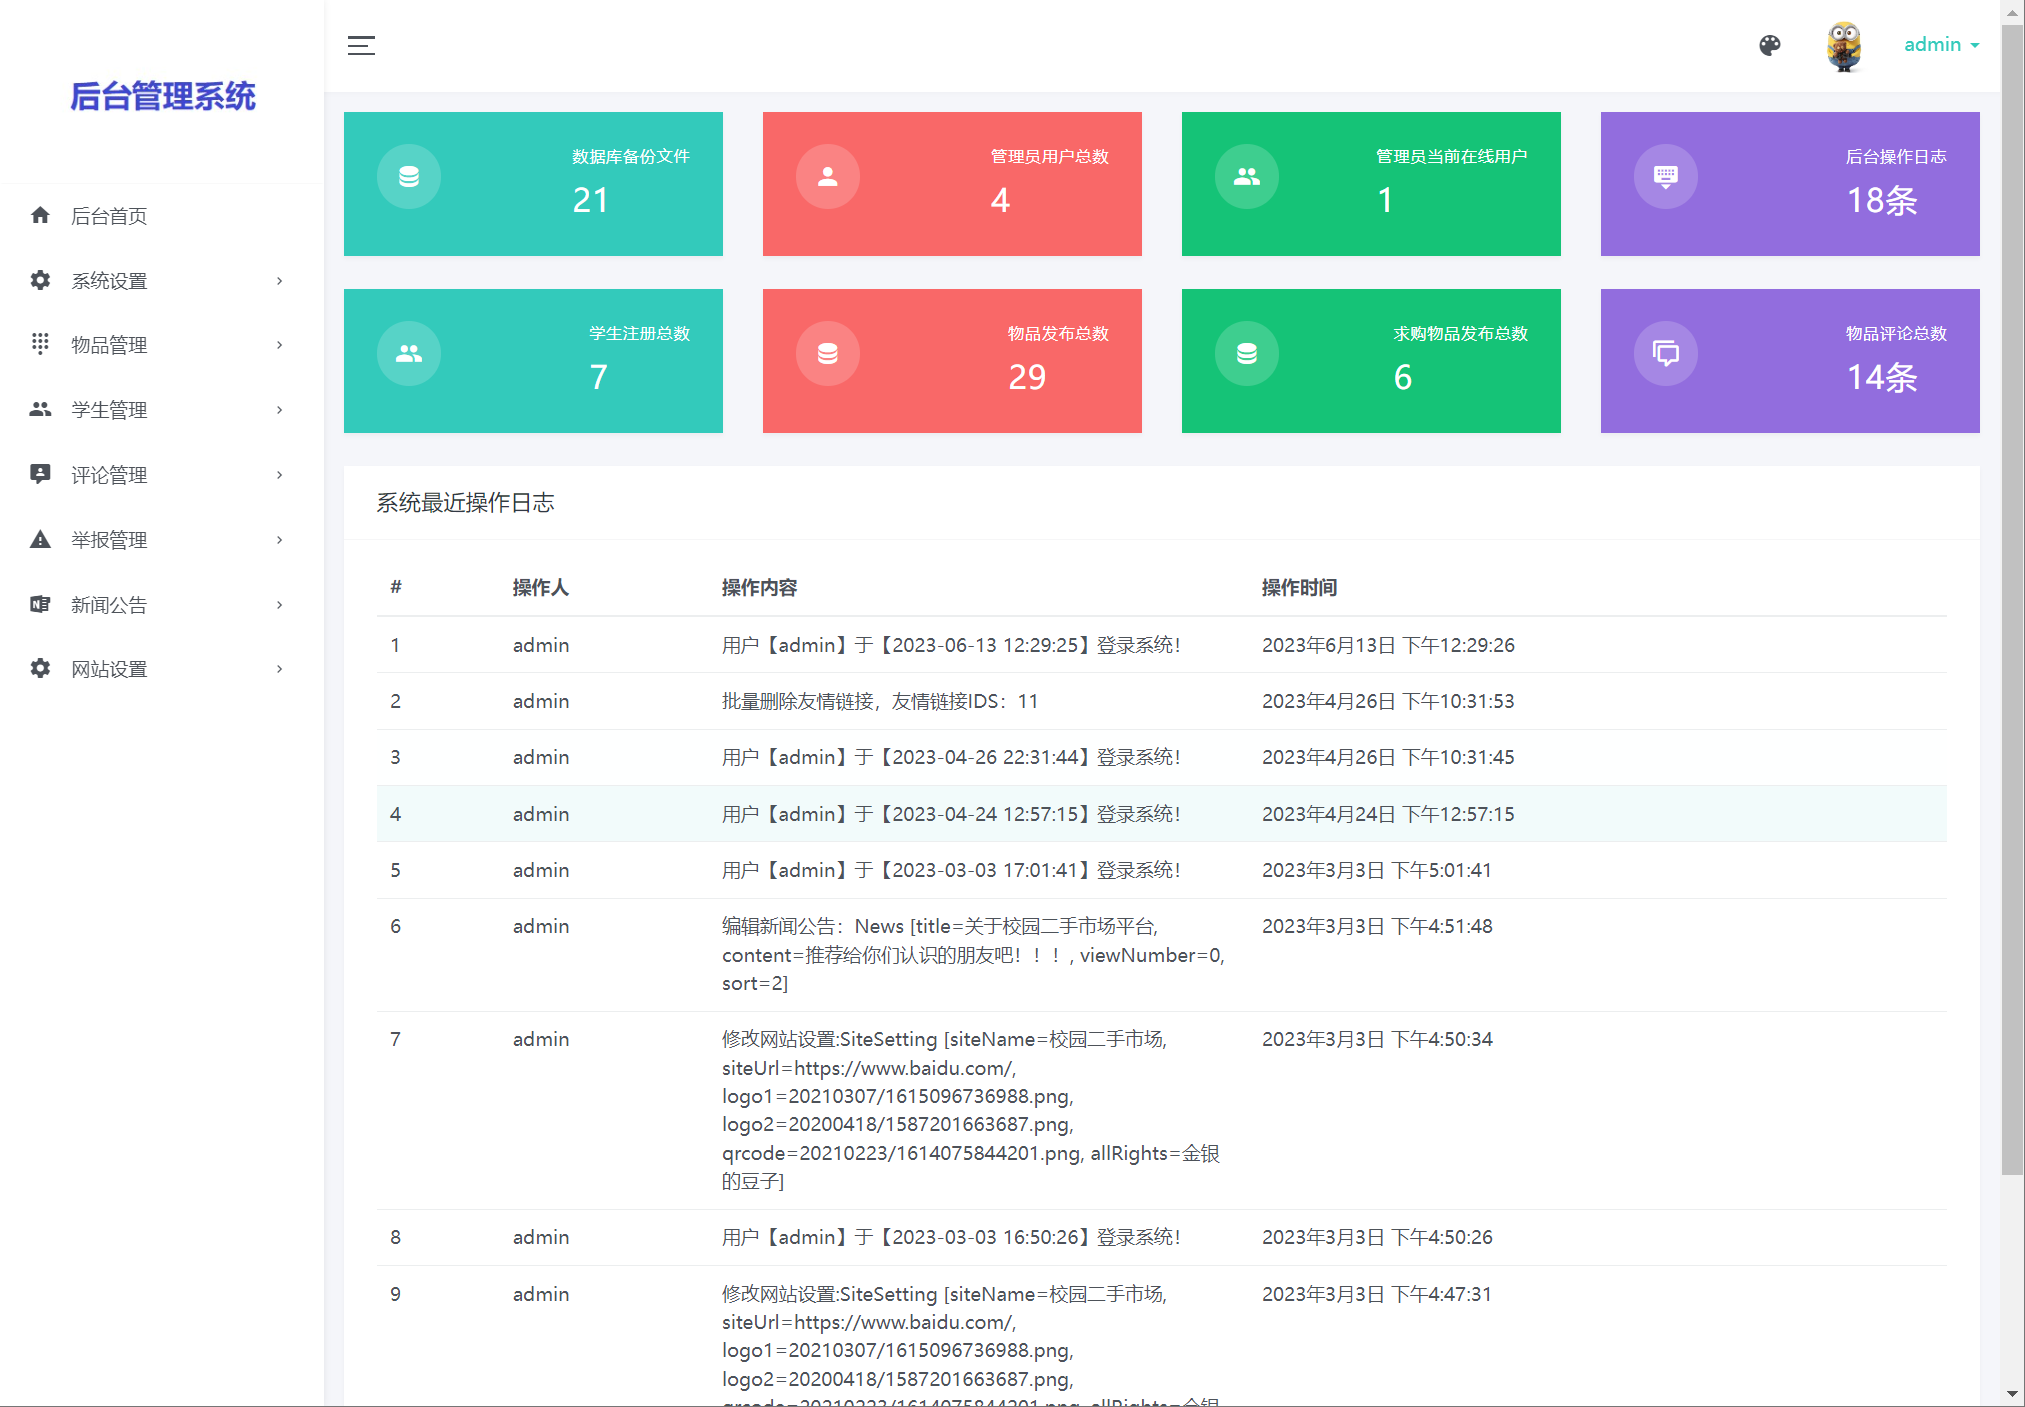 后台管理系统
admin
后台首页
系统设置
物品管理
学生管理
评论管理
举报管理
新闻公告
网站设置
数据库备份文件
21
管理员用户总数
4
管理员当前在线用户
1
后台操作日志
18条
学生注册总数
7
物品发布总数
29
求购物品发布总数
6
物品评论总数
14条
系统最近操作日志
# 操作人 操作内容 操作时间
1 admin 用户【admin】于【2023-06-13 12:29:25】登录系统！ 2023年6月13日 下午12:29:26
2 admin 批量删除友情链接，友情链接IDS：11 2023年4月26日 下午10:31:53
3 admin 用户【admin】于【2023-04-26 22:31:44】登录系统！ 2023年4月26日 下午10:31:45
4 admin 用户【admin】于【2023-04-24 12:57:15】登录系统！ 2023年4月24日 下午12:57:15
5 admin 用户【admin】于【2023-03-03 17:01:41】登录系统！ 2023年3月3日 下午5:01:41
6 admin 编辑新闻公告：News [title=关于校园二手市场平台, 2023年3月3日 下午4:51:48
content=推荐给你们认识的朋友吧！！！, viewNumber=0,
sort=2]
7 admin 修改网站设置:SiteSetting [siteName=校园二手市场, 2023年3月3日 下午4:50:34
siteUrl=https://www.baidu.com/,
logo1=20210307/1615096736988.png,
logo2=20200418/1587201663687.png,
qrcode=20210223/1614075844201.png, allRights=金银
的豆子]
8 admin 用户【admin】于【2023-03-03 16:50:26】登录系统！ 2023年3月3日 下午4:50:26
9 admin 修改网站设置:SiteSetting [siteName=校园二手市场, 2023年3月3日 下午4:47:31
siteUrl=https://www.baidu.com/,
logo1=20210307/1615096736988.png,
logo2=20200418/1587201663687.png,
qrcode=20210223/1614075844201.png, allRights=金银